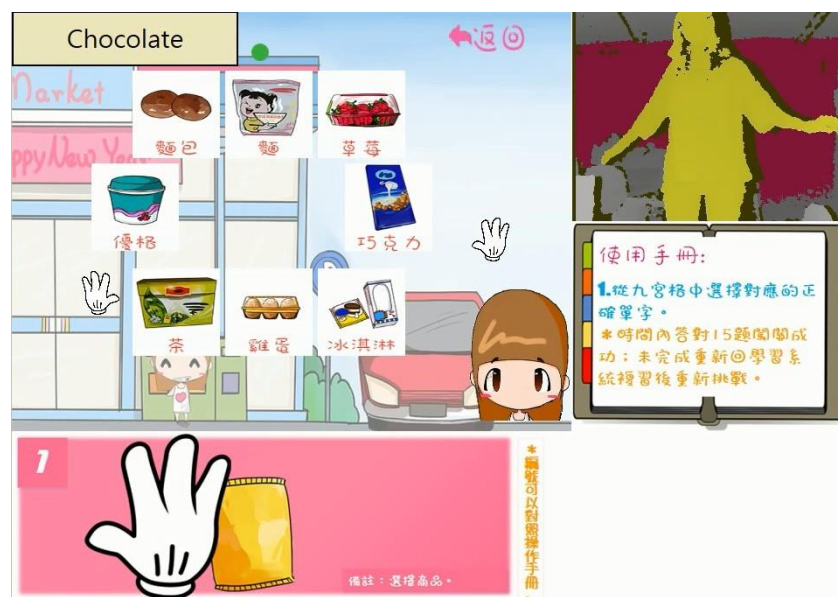 Chocolate
返回
Market
ppy New Year
麵包
麵
草莓
優格
巧克力
茶
雞蛋
冰淇淋
使用手冊:
1.從九宮格中選擇對應的正
確單字。
*時間內答對15題闖關成
功；未完成重新回學習系
統複習後重新挑戰。
1
備註：選擇商品。
*編號可以對照操作手冊